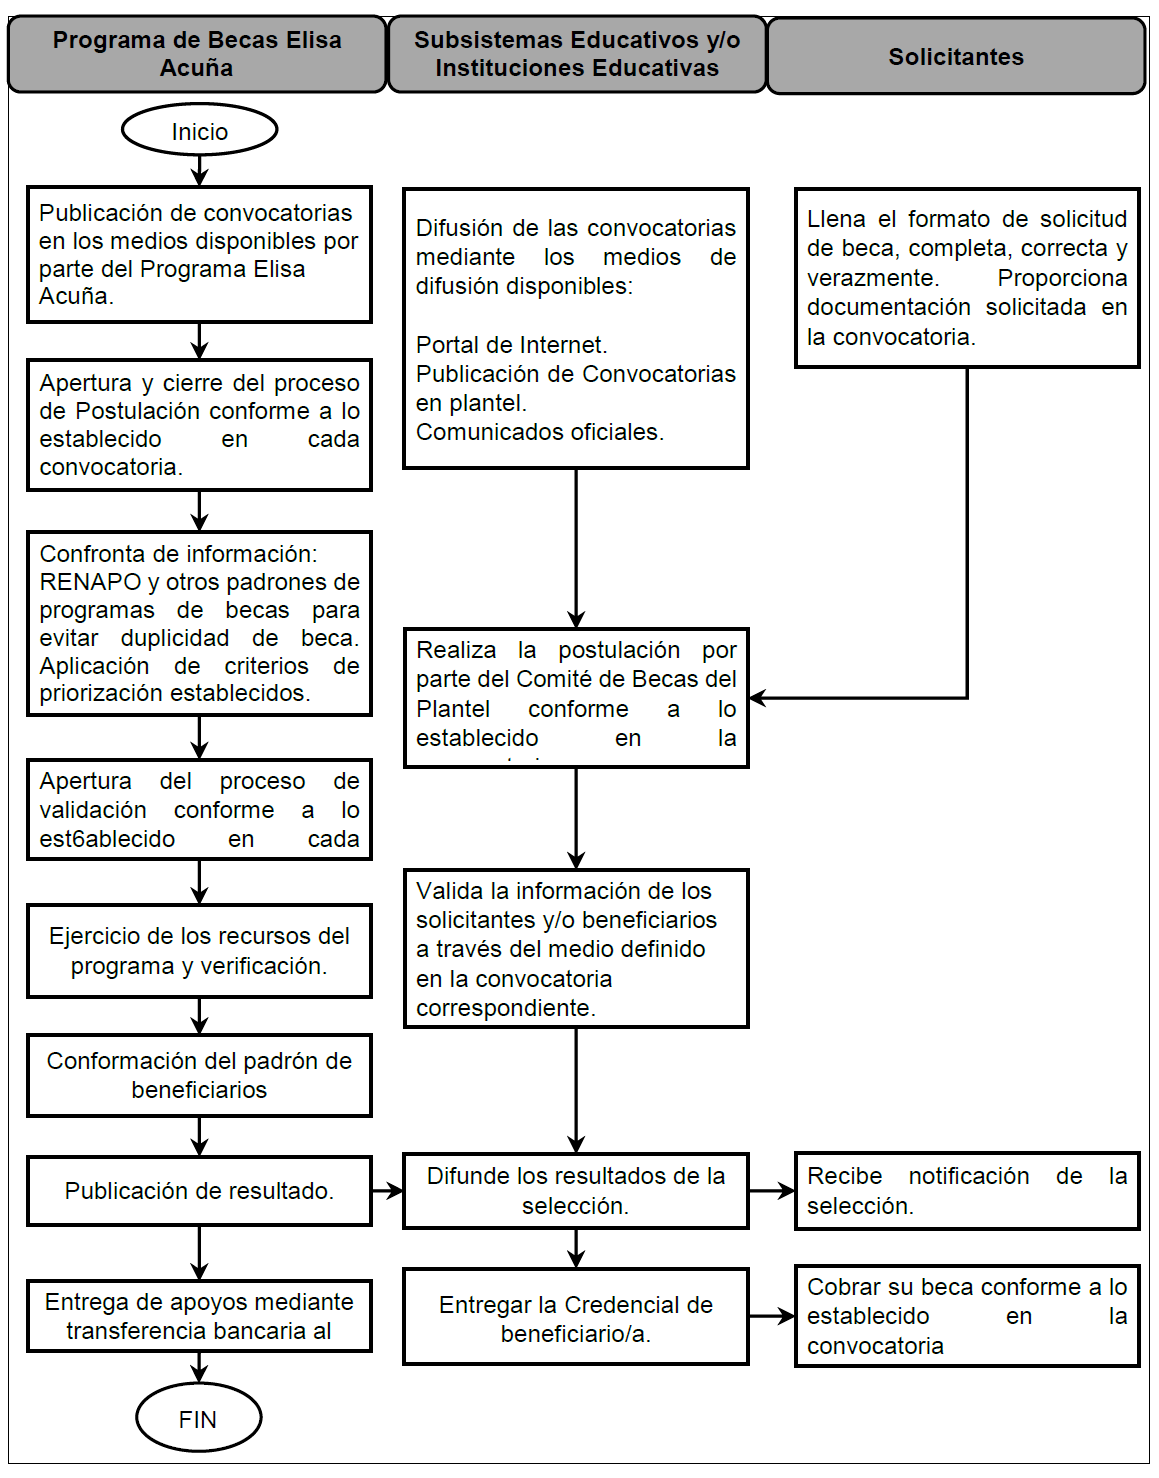 Programa de Becas Elisa
Acuña
Subsistemas Educativos y/o
Instituciones Educativas
Solicitantes
Inicio
Publicación de convocatorias
en los medios disponibles por
parte del Programa Elisa
Acuña.
Apertura y cierre del proceso
de Postulación conforme a lo
establecido en cada
convocatoria.
Confronta de información:
RENAPO y otros padrones de
programas de becas para
evitar duplicidad de beca.
Aplicación de criterios de
priorización establecidos.
Apertura del proceso de
validación conforme a lo
est6ablecido en cada
Ejercicio de los recursos del
programa y verificación.
Conformación del padrón de
beneficiarios
Publicación de resultado.
Entrega de apoyos mediante
transferencia bancaria al
FIN
Difusión de las convocatorias
mediante los medios de
difusión disponibles:
Portal de Internet.
Publicación de Convocatorias
en plantel.
Comunicados oficiales.
Realiza la postulación por
parte del Comité de Becas del
Plantel conforme a lo
establecido en la
Valida la información de los
solicitantes y/o beneficiarios
a través del medio definido
en la convocatoria
correspondiente.
Difunde los resultados de la
selección.
Entregar la Credencial de
beneficiario/a.
Llena el formato de solicitud
de beca, completa, correcta y
verazmente. Proporciona
documentación solicitada en
la convocatoria.
Recibe notificación de la
selección.
Cobrar su beca conforme a lo
establecido en la
convocatoria